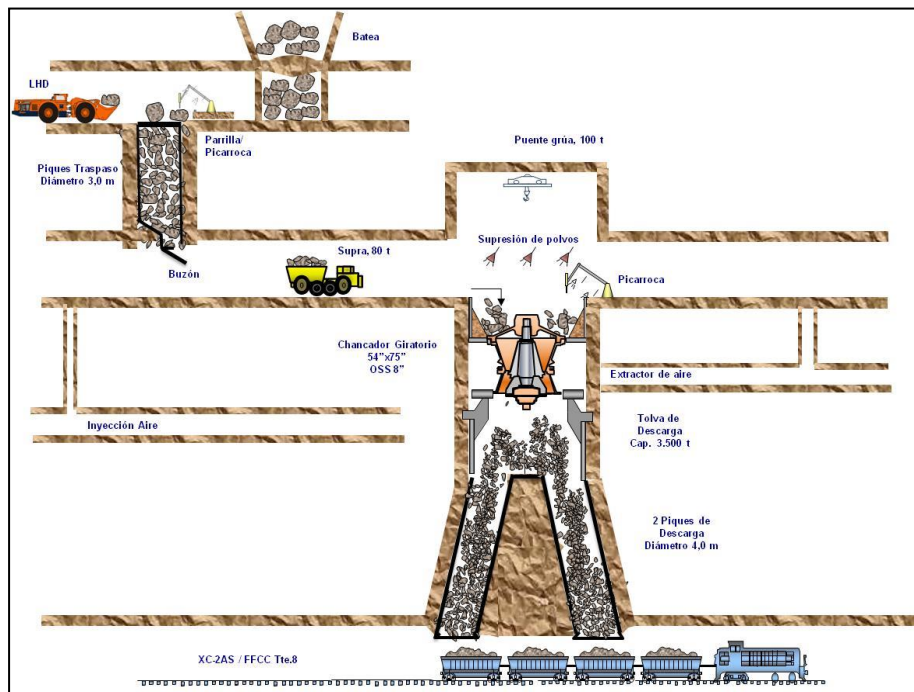 Batea
LHD
Parrilla/
Picarroca
Puente grúa, 100 t
Piques Traspaso
Diámetro 3,0 m
Supresión de polvos
Supra, 80 t
Buzón
Picarroca
Chancador Giratorio
54"x75"
OSS 8"
Extractor de aire
Tolva de
Descarga
Cap. 3.500 t
Inyección Aire
2 Piques de
Descarga
Diámetro 4,0 m
XC-2AS / FFCC Tte.8